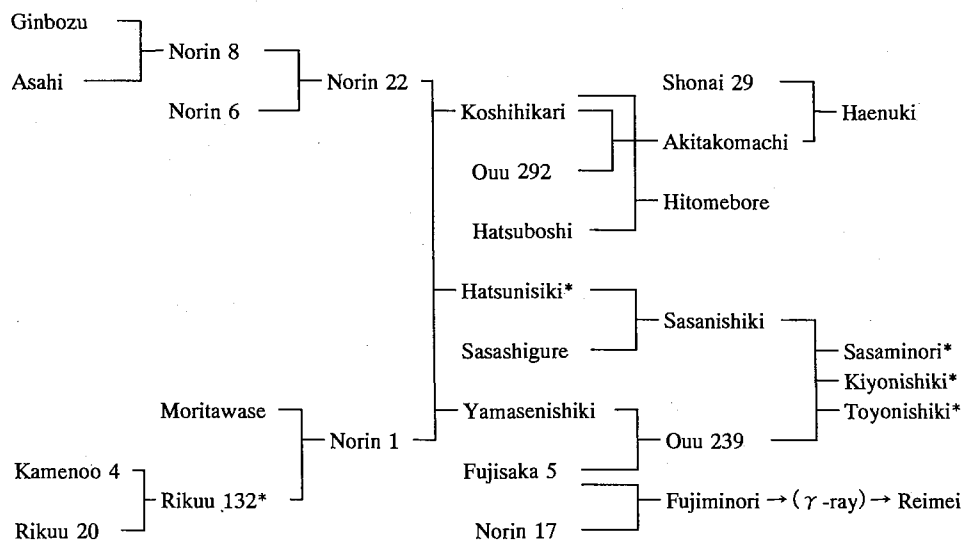 Ginbozu
Norin 8
Asahi
Norin 22
Shonai 29
Norin 6
Koshihikari
Haenuki
Akitakomachi
Ouu 292
Hitomebore
Hatsuboshi
Hatsunisiki*
Sasanishiki
Sasashigure
Sasaminori*
Kiyonishiki*
Moritawase
Yamasenishiki
Toyonishiki*
Norin 1
Ouu 239
Kamenoo 4
Fujisaka 5
Rikuu 132*
Fujiminori → (γ-ray) → Reimei
Rikuu 20
Norin 17